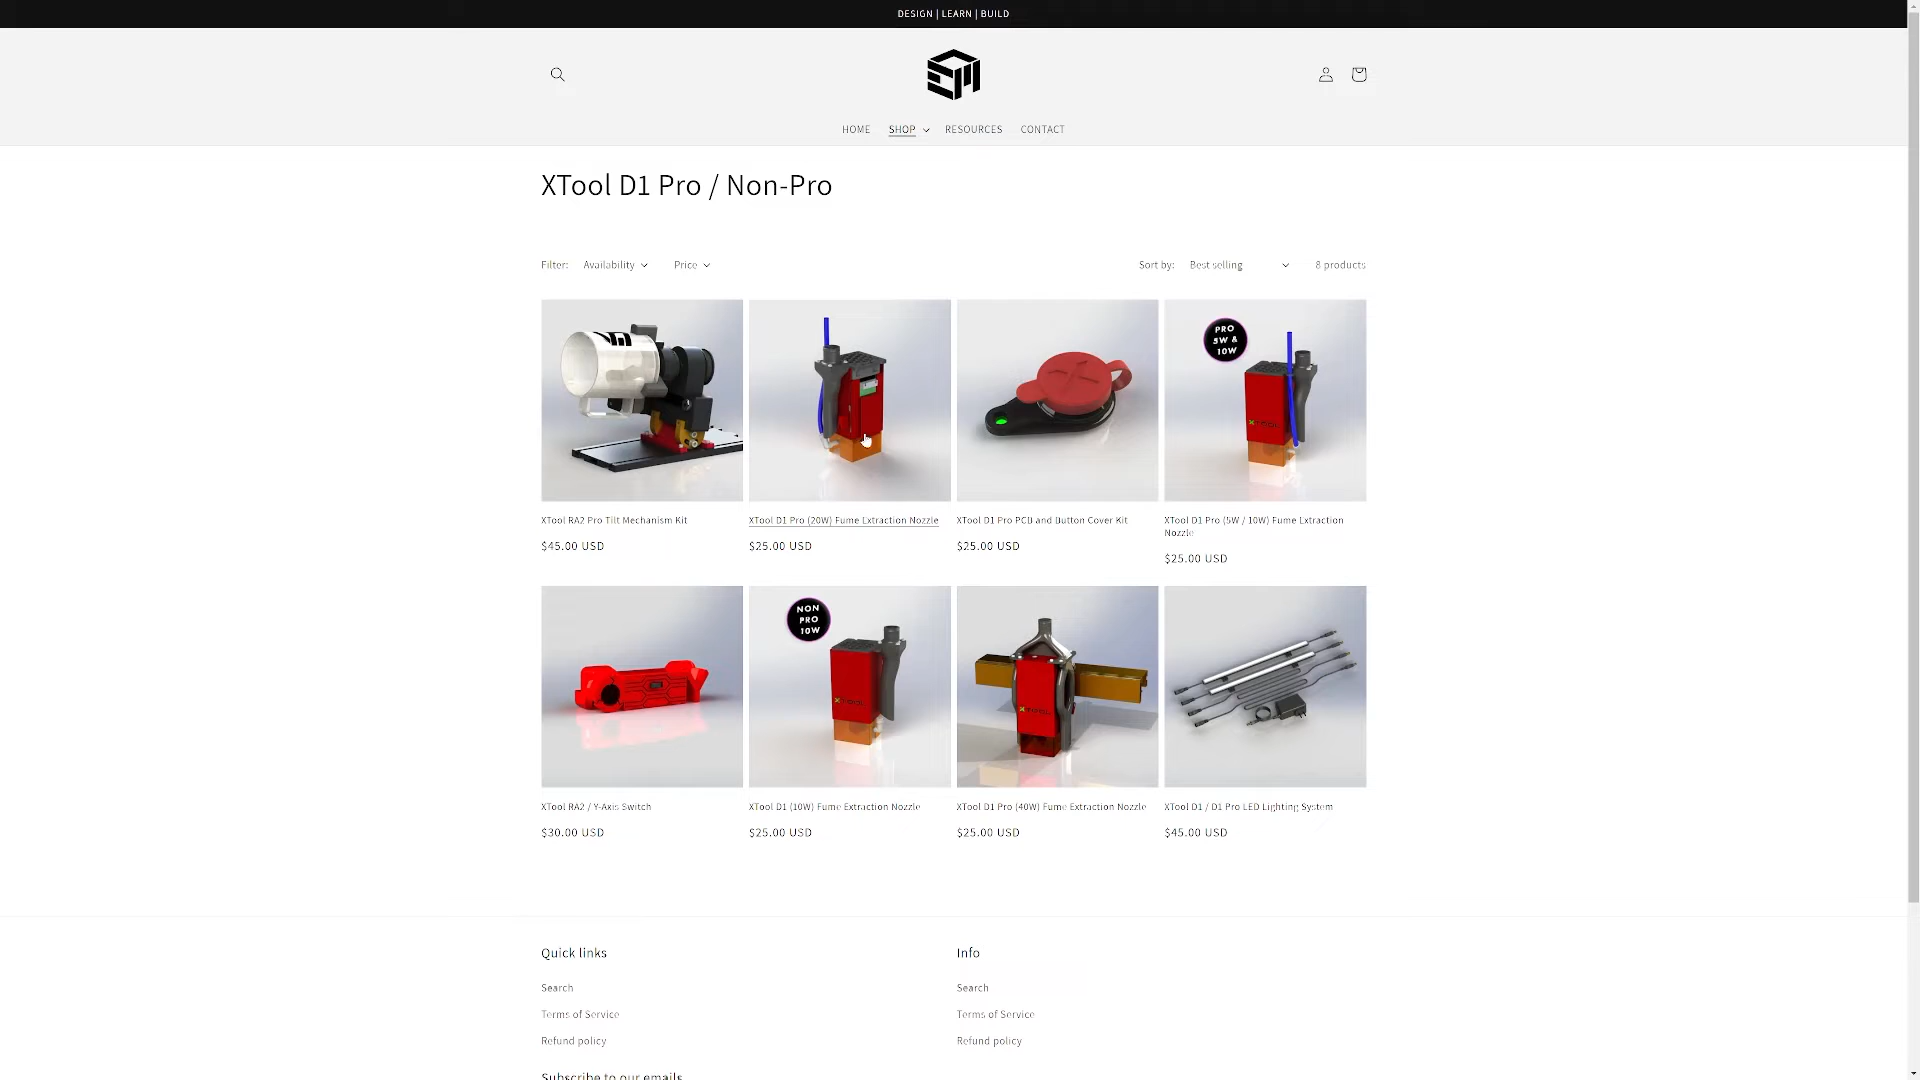 DESIGN | LEARN | BUILD
HOME
SHOP
RESOURCES
CONTACT
XTool D1 Pro / Non-Pro
Filter:
Availability
Price
Sort by:
Best selling
8 products
PRO
5W &
10W
XTool RA2 Pro Tilt Mechanism Kit
$45.00 USD
XTool D1 Pro (20W) Fume Extraction Nozzle
$25.00 USD
XTool D1 Pro PCB and Button Cover Kit
$25.00 USD
XTool D1 Pro (5W / 10W) Fume Extraction
Nozzle
$25.00 USD
NON
PRO
10W
XTool RA2 / Y-Axis Switch
$30.00 USD
XTool D1 (10W) Fume Extraction Nozzle
$25.00 USD
XTool D1 Pro (40W) Fume Extraction Nozzle
$25.00 USD
XTool D1 / D1 Pro LED Lighting System
$45.00 USD
Quick links
Search
Terms of Service
Refund policy
Info
Search
Terms of Service
Refund policy
Subscribe to our emails